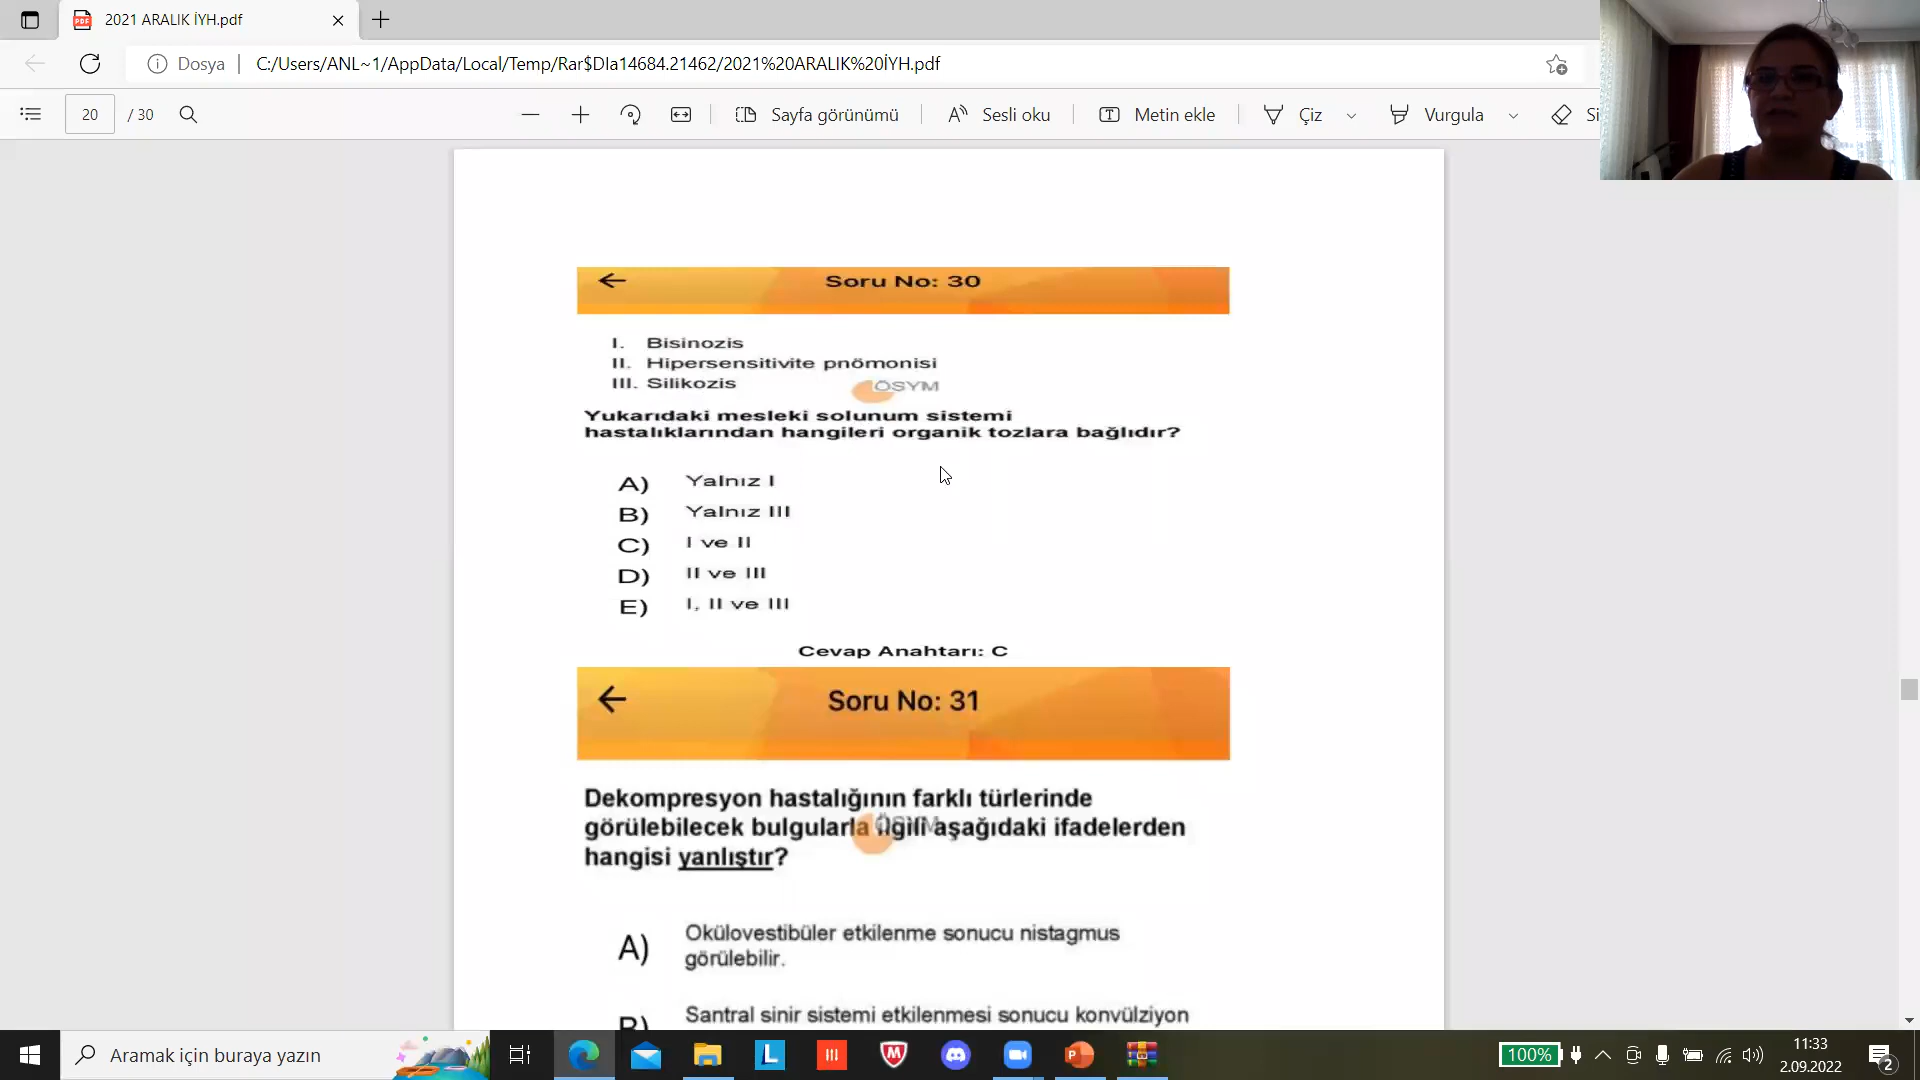 2021 ARALIK İYH.pdf
Dosya
C:/Users/ANL~1/AppData/Local/Temp/Rar$DIa14684.21462/2021%20ARALIK%20İYH.pdf
20 / 30
Sayfa görünümü
Sesli oku
Metin ekle
Çiz
Vurgula
Si
Soru No: 30
I. Bisinozis
II. Hipersensitivite pnömonisi
III. Silikozis
ÖSYM
Yukarıdaki mesleki solunum sistemi
hastalıklarından hangileri organik tozlara bağlıdır?
A) Yalnız I
B) Yalnız III
C) I ve II
D) II ve III
E) I, II ve III
Cevap Anahtarı: C
Soru No: 31
Dekompresyon hastalığının farklı türlerinde
görülebilecek bulgularla ilgili aşağıdaki ifadelerden
hangisi yanlıştır?
ÖSYM
A) Okülovestibüler etkilenme sonucu nistagmus
görülebilir.
B) Santral sinir sistemi etkilenmesi sonucu konvülziyon
Aramak için buraya yazın
100%
11:33
2.09.2022
2